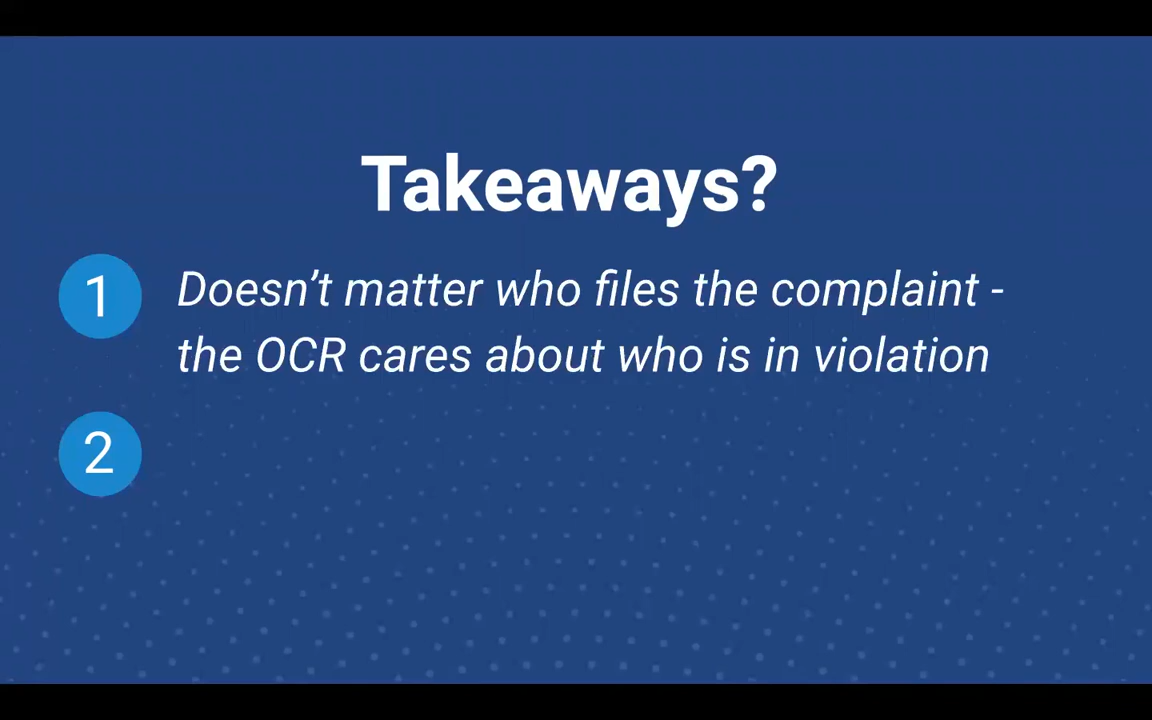 Takeaways?
1 Doesn’t matter who files the complaint -
the OCR cares about who is in violation
2